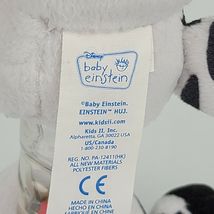 Disney
baby
einstein
©Baby Einstein.
EINSTEIN™ HUJ.
www.kidsii.com
Kids II, Inc.
Alpharetta, GA 30022 USA
US/Canada
1-800-230-8190
CE
REG. NO. PA-12411(HK)
ALL NEW MATERIALS
POLYESTER FIBERS
MADE IN CHINA
HECHO EN CHINA
FABRIQUÉ EN CHINE